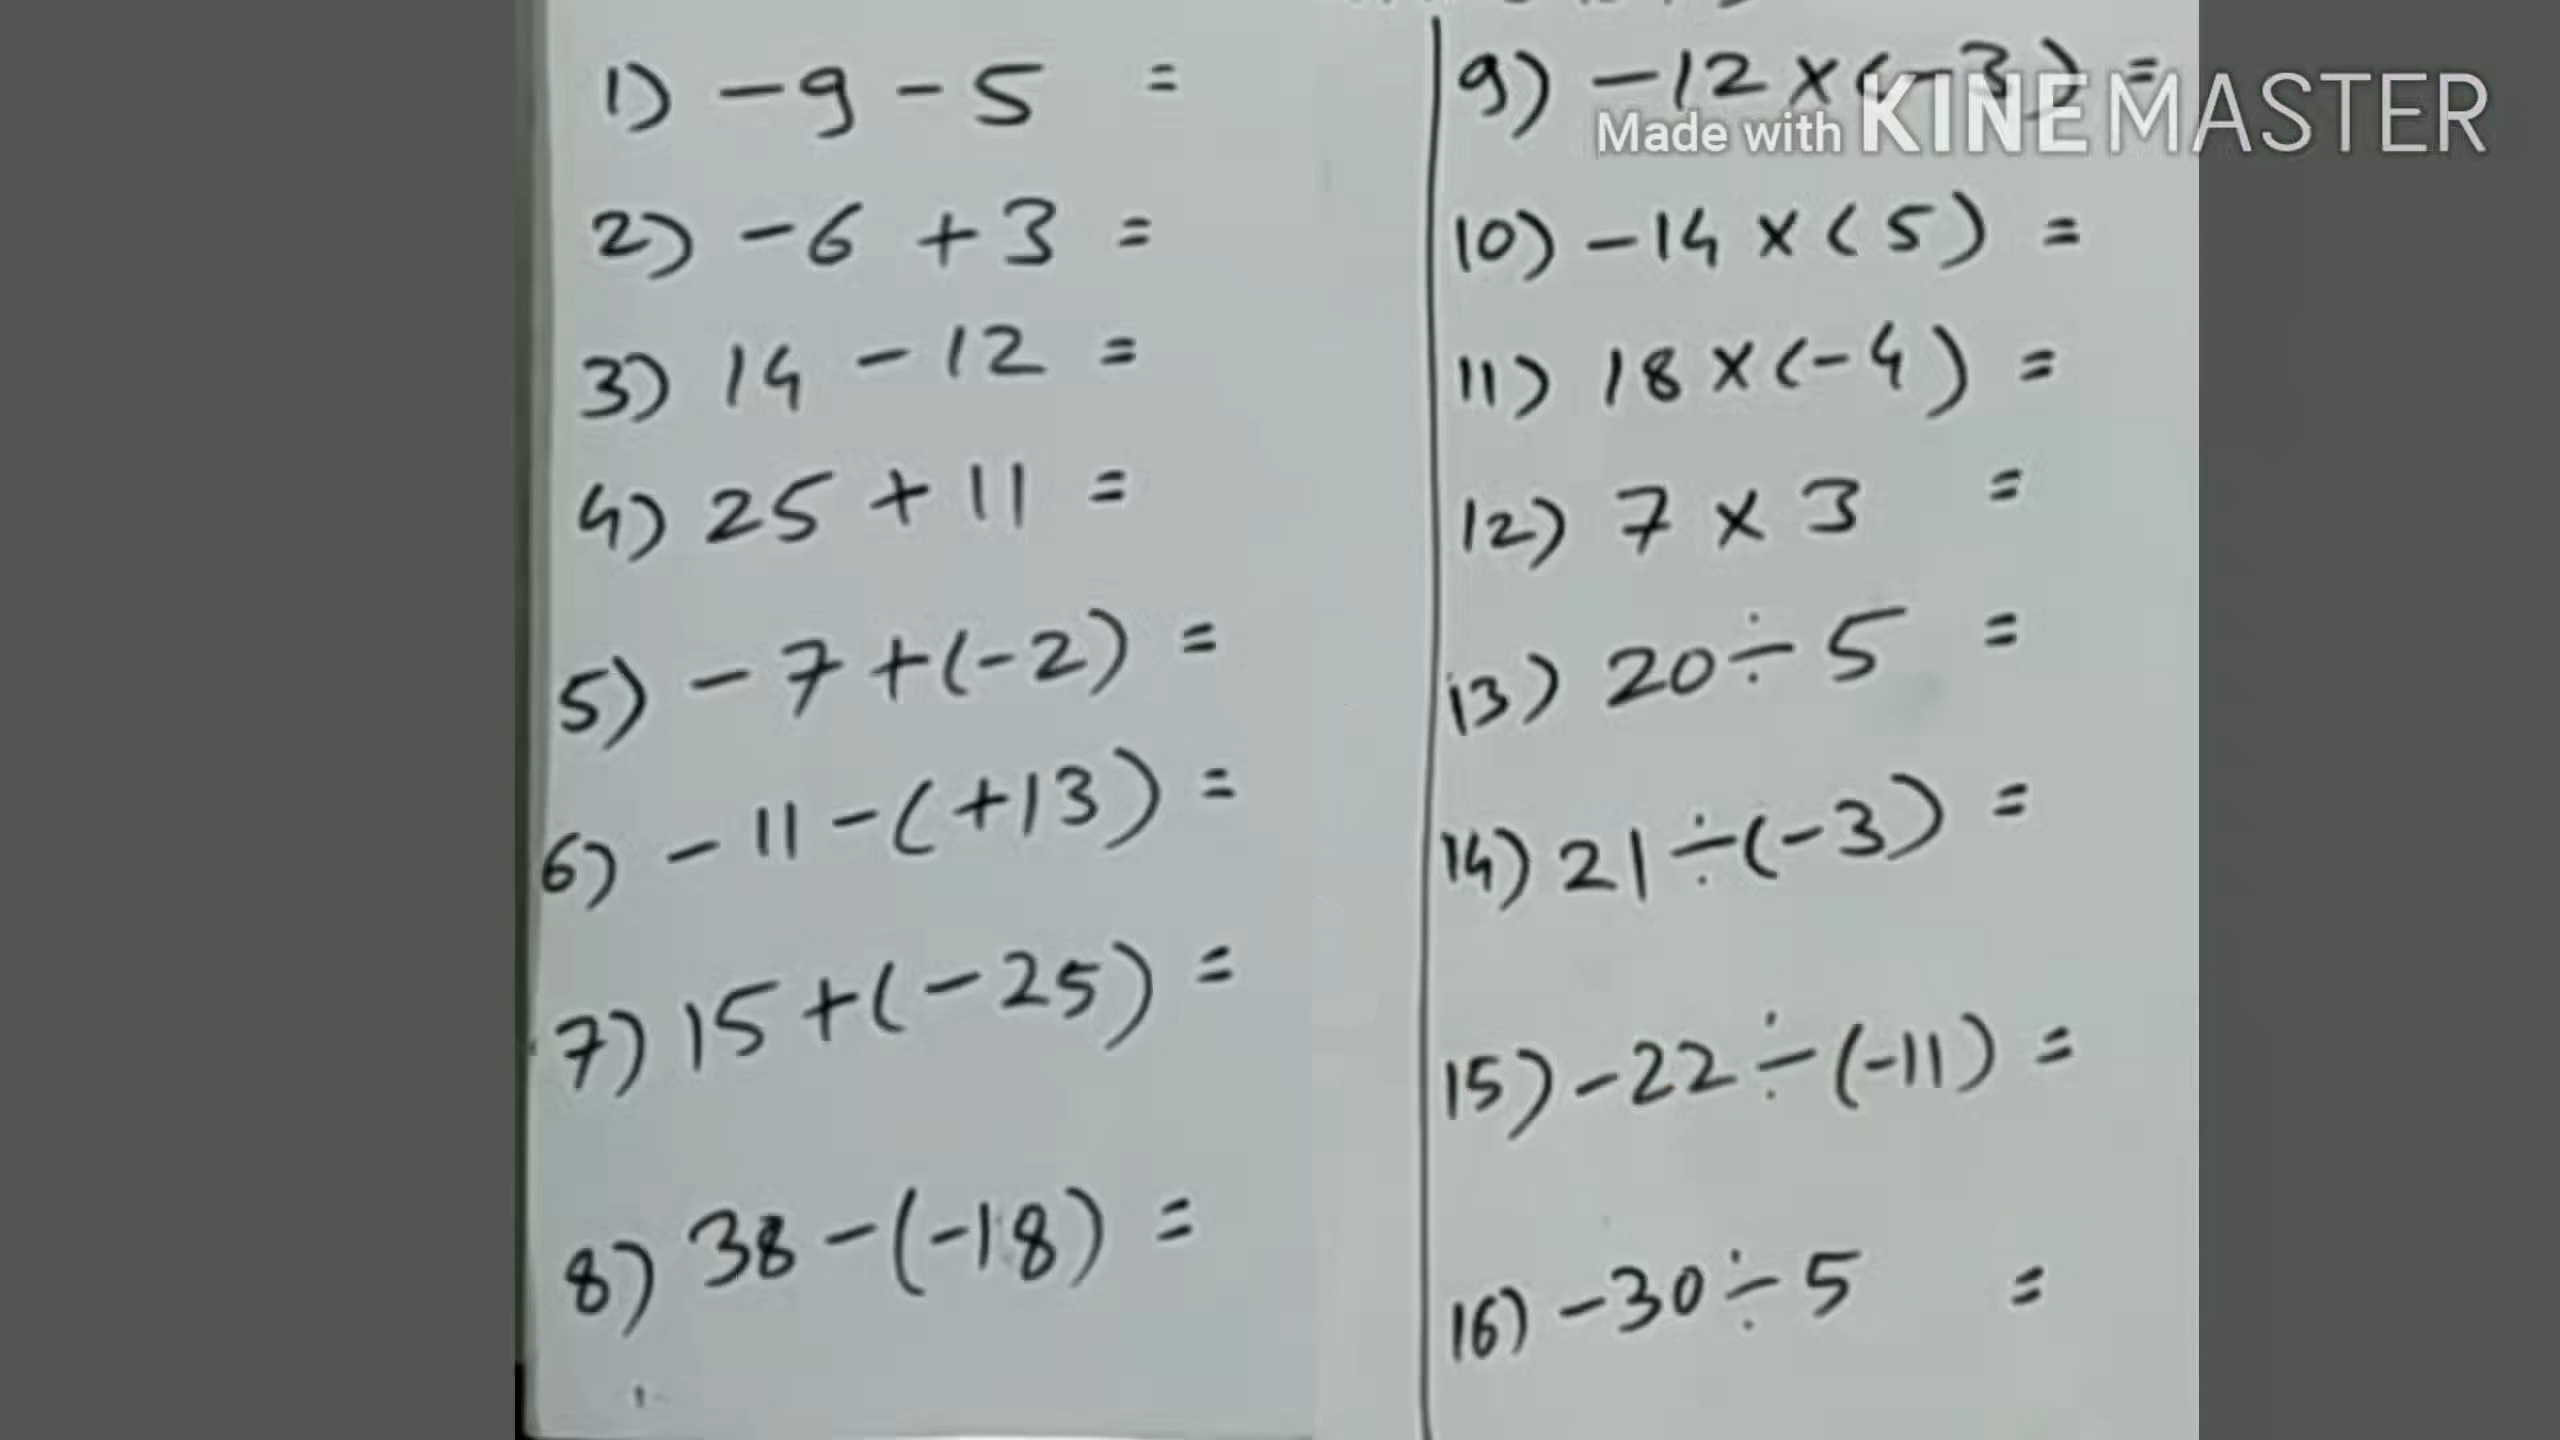 1) -9 - 5 =
2) -6 + 3 =
3) 14 - 12 =
4) 25 + 11 =
5) -7 + (-2) =
6) -11 - (+13) =
7) 15 + (-25) =
8) 38 - (-18) =
9) -12 × (-3) =
Made with KINEMASTER
10) -14 × (5) =
11) 18 × (-4) =
12) 7 × 3 =
13) 20 ÷ 5 =
14) 21 ÷ (-3) =
15) -22 ÷ (-11) =
16) -30 ÷ 5 =